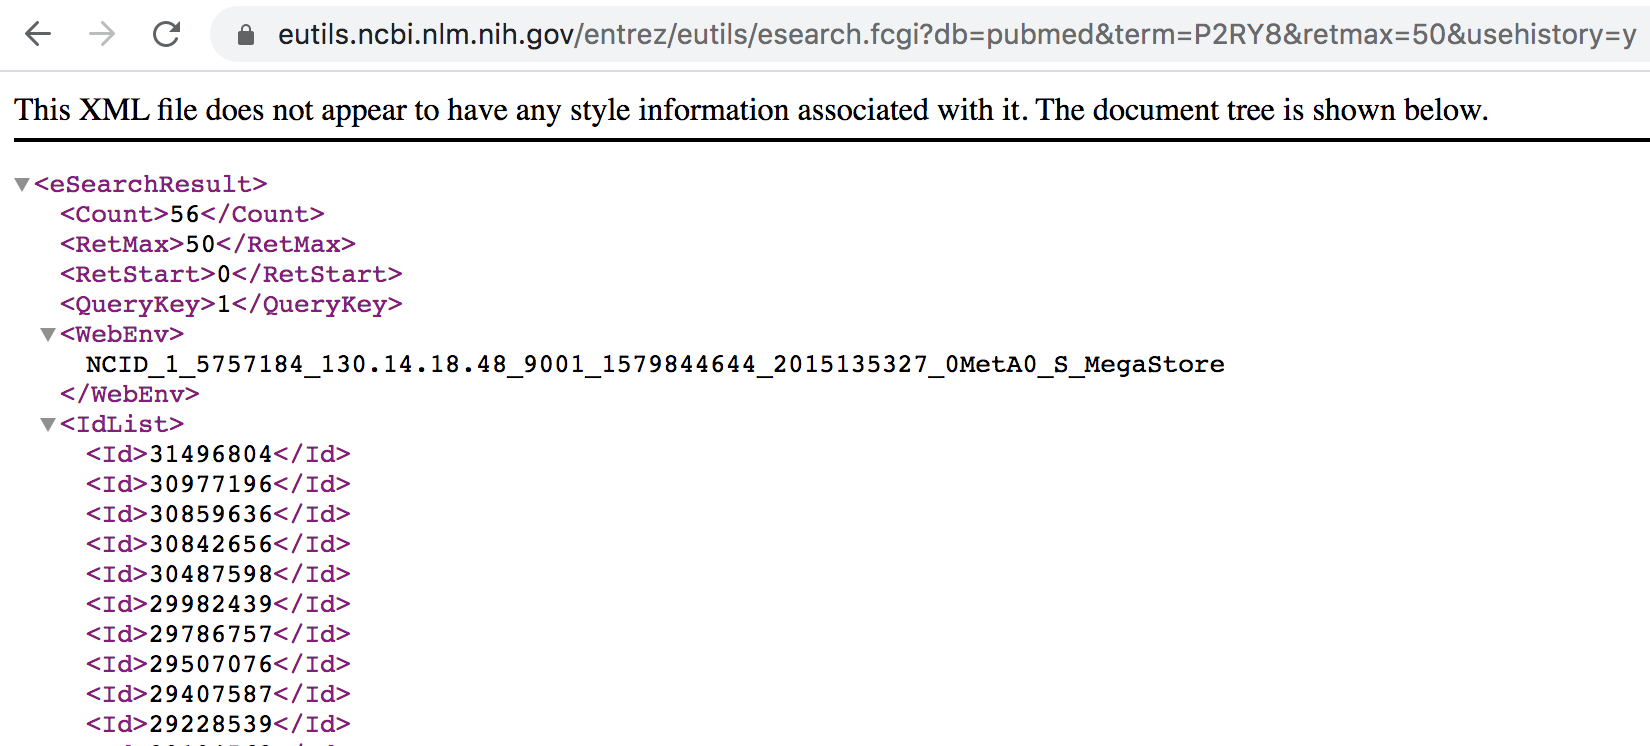 eutils.ncbi.nlm.nih.gov/entrez/eutils/esearch.fcgi?db=pubmed&term=P2RY8&retmax=50&usehistory=y
This XML file does not appear to have any style information associated with it. The document tree is shown below.
<eSearchResult>
<Count>56</Count>
<RetMax>50</RetMax>
<RetStart>0</RetStart>
<QueryKey>1</QueryKey>
<WebEnv>
NCID_1_5757184_130.14.18.48_9001_1579844644_2015135327_0MetA0_S_MegaStore
</WebEnv>
<IdList>
<Id>31496804</Id>
<Id>30977196</Id>
<Id>30859636</Id>
<Id>30842656</Id>
<Id>30487598</Id>
<Id>29982439</Id>
<Id>29786757</Id>
<Id>29507076</Id>
<Id>29407587</Id>
<Id>29228539</Id>